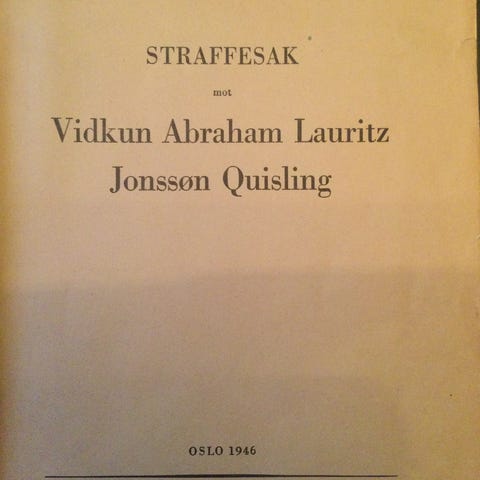 STRAFFESAK
mot
Vidkun Abraham Lauritz
Jonssøn Quisling
OSLO 1946